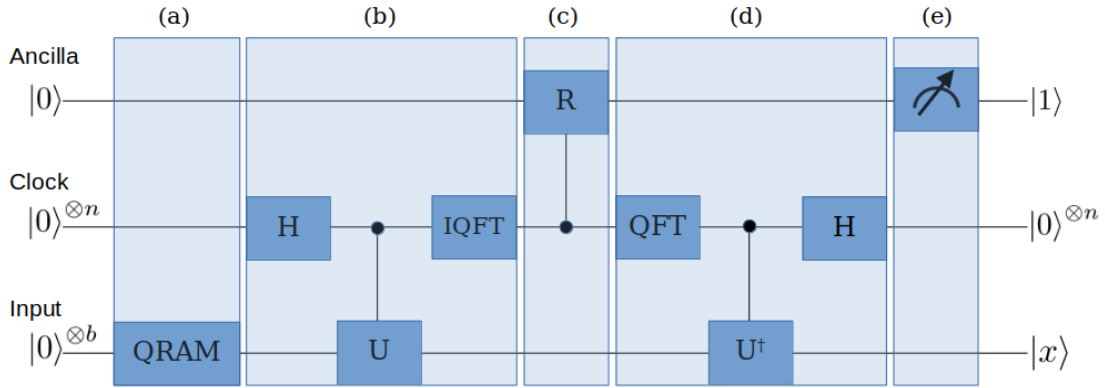 (a) (b) (c) (d) (e)
Ancilla
|0⟩ R |1⟩
Clock
|0⟩⊗n H IQFT QFT H |0⟩⊗n
Input
|0⟩⊗b QRAM U U† |x⟩